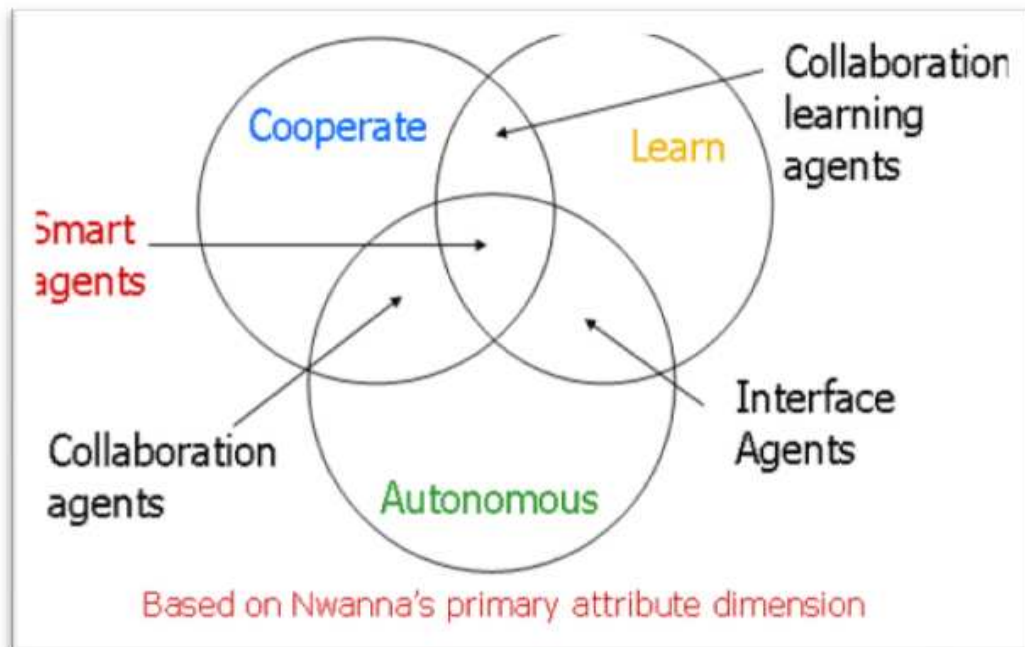 Cooperate
Learn
Collaboration
learning
agents
Smart
agents
Collaboration
agents
Interface
Agents
Autonomous
Based on Nwanna's primary attribute dimension